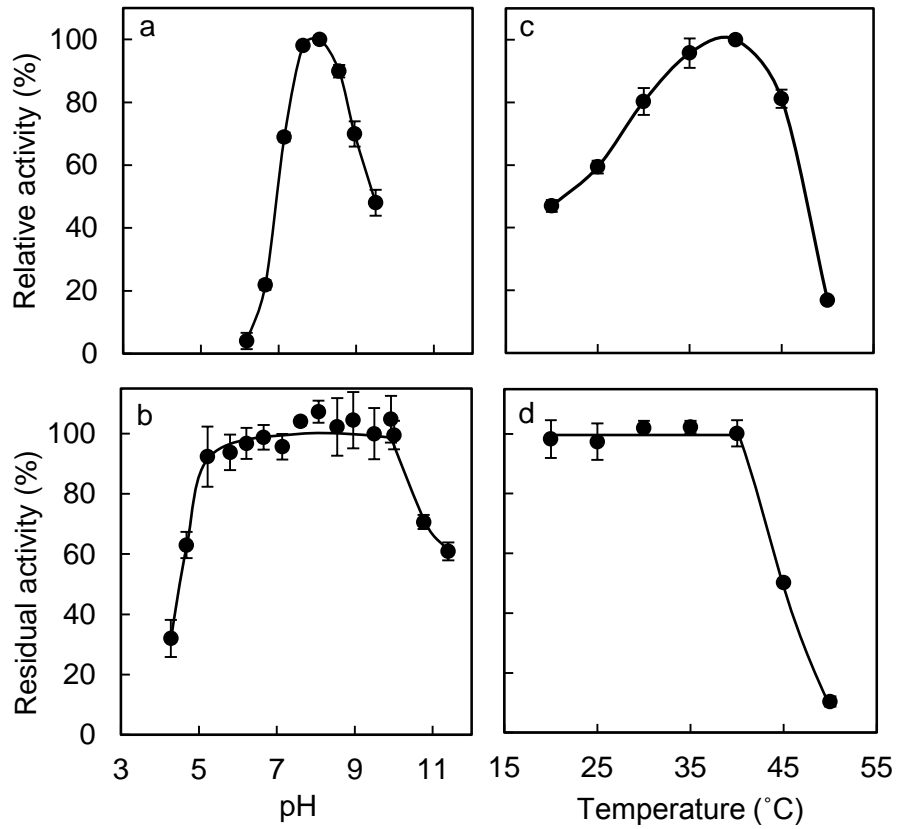 Relative activity (%)
100
80
60
40
20
0
a
c
Residual activity (%)
100
80
60
40
20
0
b
d
3 5 7 9 11
pH
15 25 35 45 55
Temperature (˚C)